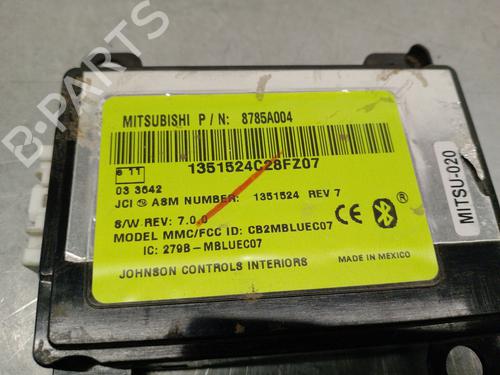 B-PARTS
MITSUBISHI P/N: 8785A004
1351524C28FZ07
6 11
03 3542
JCI ASM NUMBER: 1351524 REV 7
S/W REV: 7.0.0
MODEL MMC/FCC ID: CB2MBLUEC07
IC: 279B-MBLUEC07
CE
JOHNSON CONTROLS INTERIORS
MADE IN MEXICO
MITSU-020